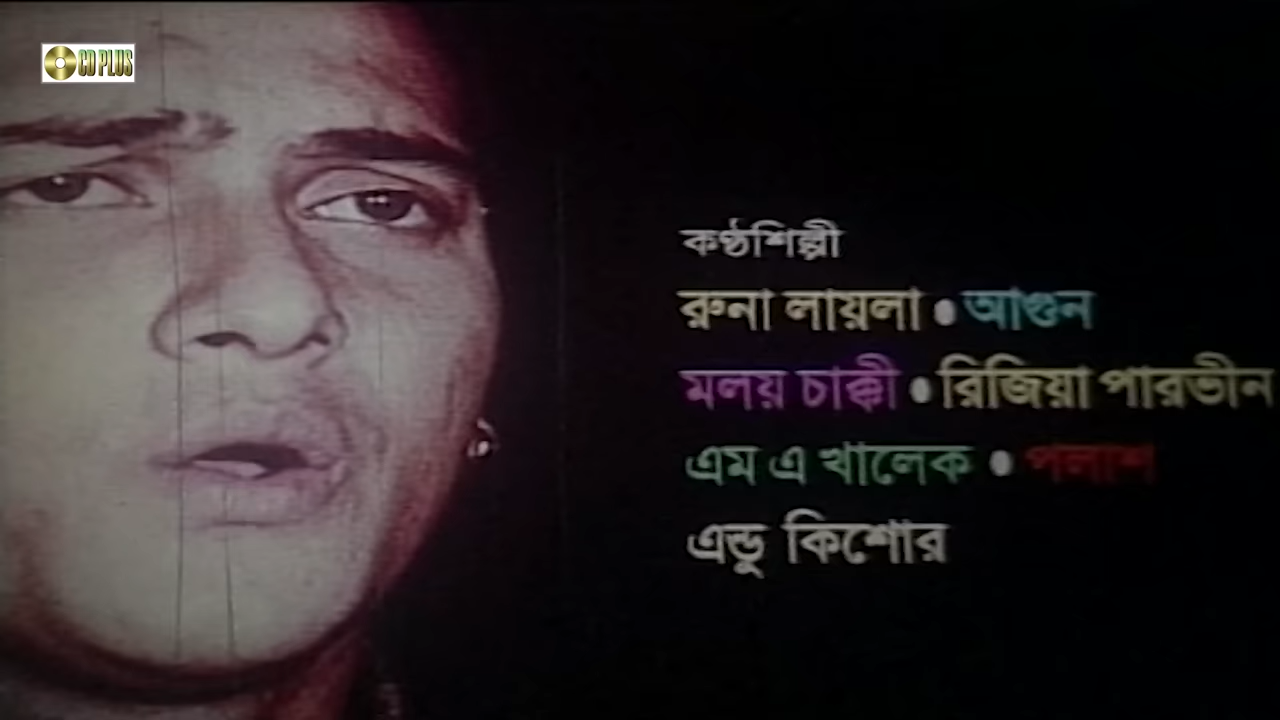 CD PLUS
কণ্ঠশিল্পী
রুনা লায়লা • আগুন
মলয় চাক্কী • রিজিয়া পারভীন
এম এ খালেক • পলাশ
এন্ড্রু কিশোর